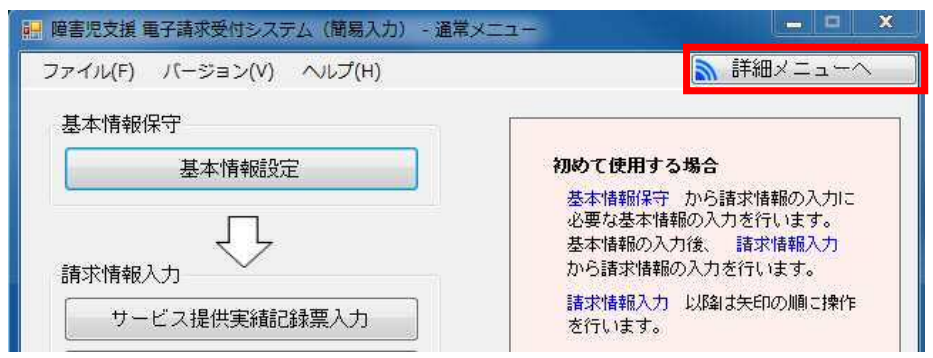 障害児支援 電子請求受付システム（簡易入力） - 通常メニュー
ファイル(F) バージョン(V) ヘルプ(H)
詳細メニューへ
基本情報保守
基本情報設定
請求情報入力
サービス提供実績記録票入力
初めて使用する場合
基本情報保守 から請求情報の入力に
必要な基本情報の入力を行います。
基本情報の入力後、 請求情報入力
から請求情報の入力を行います。
請求情報入力 以降は矢印の順に操作
を行います。